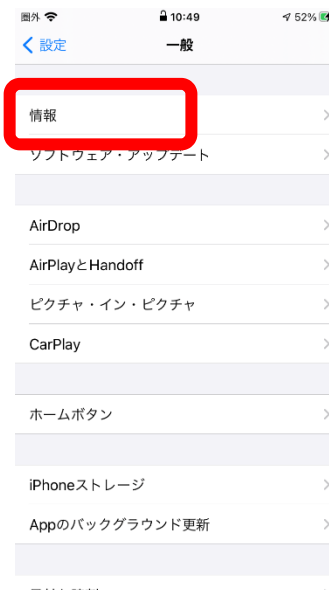 圏外 10:49 52%
設定 一般
情報
ソフトウェア・アップデート
AirDrop
AirPlayとHandoff
ピクチャ・イン・ピクチャ
CarPlay
ホームボタン
iPhoneストレージ
Appのバックグラウンド更新